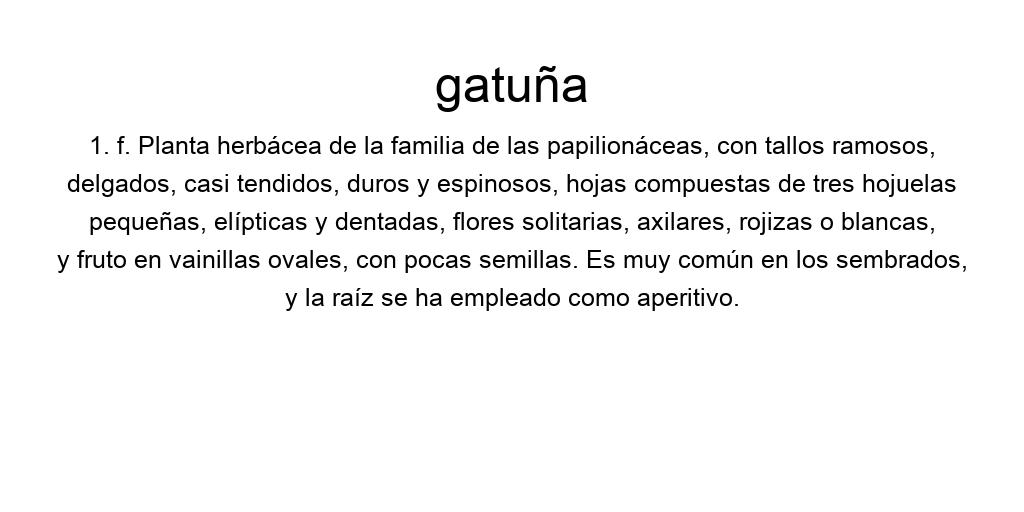 gatuña
1. f. Planta herbácea de la familia de las papilionáceas, con tallos ramosos,
delgados, casi tendidos, duros y espinosos, hojas compuestas de tres hojuelas
pequeñas, elípticas y dentadas, flores solitarias, axilares, rojizas o blancas,
y fruto en vainillas ovales, con pocas semillas. Es muy común en los sembrados,
y la raíz se ha empleado como aperitivo.